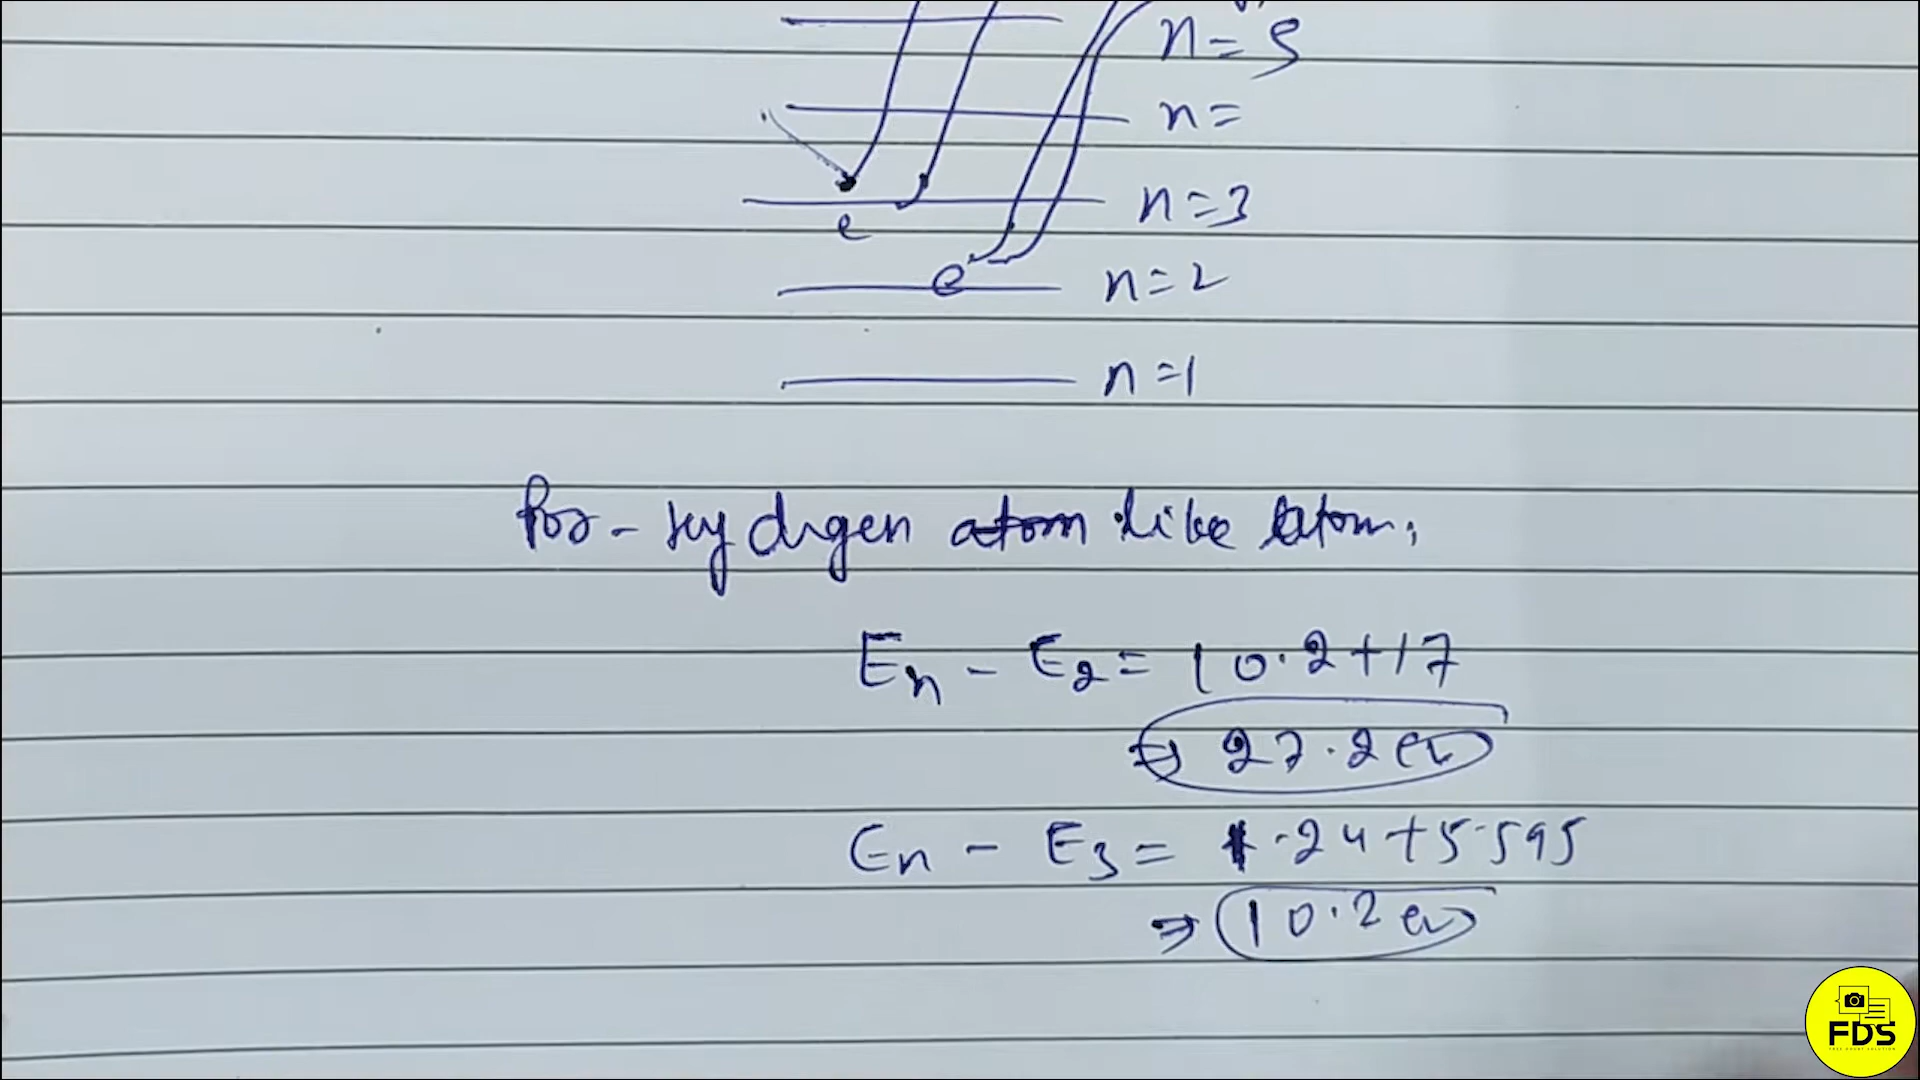 n=5
n=
n=3
e
e
n=2
n=1
For - Hydrgen atom like atom,
En - E2 = 10.2+17
⇒ 27.2 ev
En - E3 = 4.24+5.595
⇒ 10.2 ev
FDS